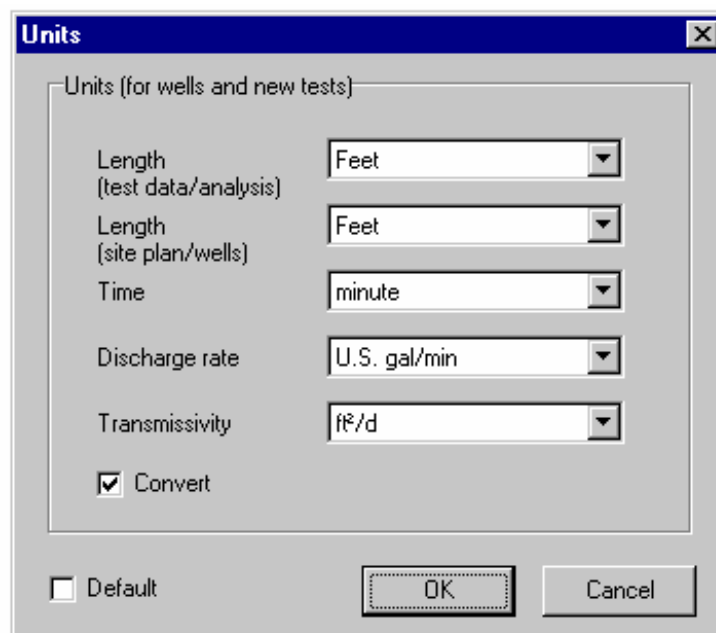 Units
Units (for wells and new tests)
Length Feet
(test data/analysis)
Length Feet
(site plan/wells)
Time minute
Discharge rate U.S. gal/min
Transmissivity ft²/d
Convert
Default OK Cancel